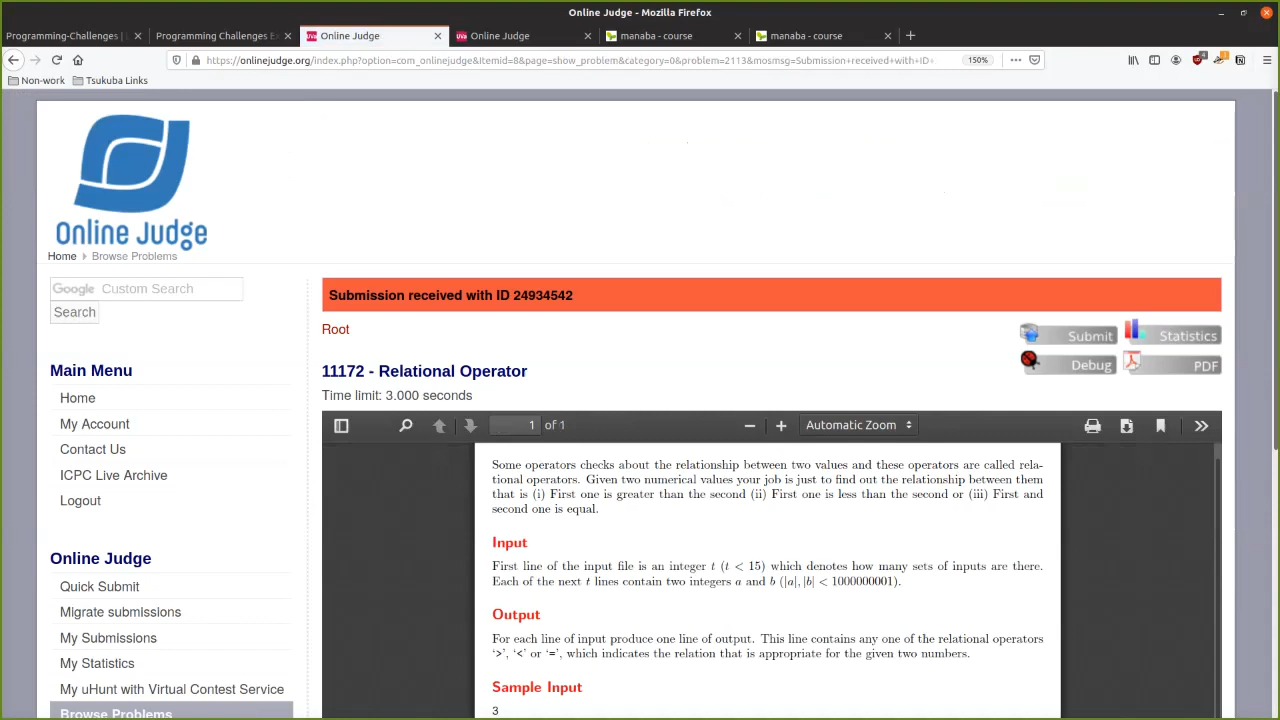 Online Judge - Mozilla Firefox
Programming-Challenges |
Programming Challenges Ex
Online Judge
Online Judge
manaba - course
manaba - course
https://onlinejudge.org/index.php?option=com_onlinejudge&Itemid=8&page=show_problem&category=0&problem=2113&mosmsg=Submission+received+with+ID+
150%
Non-work
Tsukuba Links
Online Judge
Home
Browse Problems
Google Custom Search
Search
Submission received with ID 24934542
Root
Submit
Statistics
Debug
PDF
11172 - Relational Operator
Time limit: 3.000 seconds
Main Menu
Home
My Account
Contact Us
ICPC Live Archive
Logout
Online Judge
Quick Submit
Migrate submissions
My Submissions
My Statistics
My uHunt with Virtual Contest Service
Browse Problems
1 of 1
Automatic Zoom
Some operators checks about the relationship between two values and these operators are called rela-
tional operators. Given two numerical values your job is just to find out the relationship between them
that is (i) First one is greater than the second (ii) First one is less than the second or (iii) First and
second one is equal.
Input
First line of the input file is an integer t (t < 15) which denotes how many sets of inputs are there.
Each of the next t lines contain two integers a and b (|a|, |b| < 1000000001).
Output
For each line of input produce one line of output. This line contains any one of the relational operators
‘>’, ‘<’ or ‘=’, which indicates the relation that is appropriate for the given two numbers.
Sample Input
3